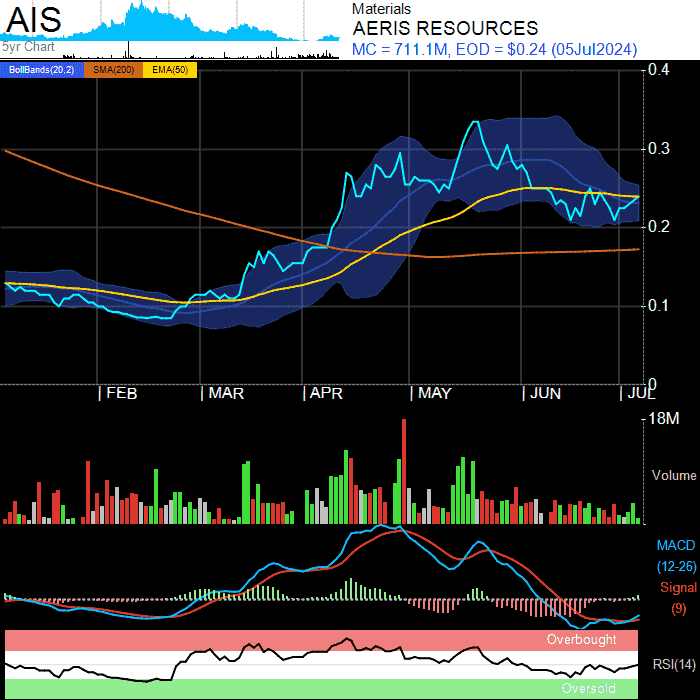 AIS
5yr Chart
Materials
AERIS RESOURCES
MC = 711.1M, EOD = $0.24 (05Jul2024)
BollBands(20,2) SMA(200) EMA(50)
0.4
0.3
0.2
0.1
0
FEB MAR APR MAY JUN JUL
18M
Volume
MACD
(12-26)
Signal
(9)
Overbought
RSI(14)
Oversold